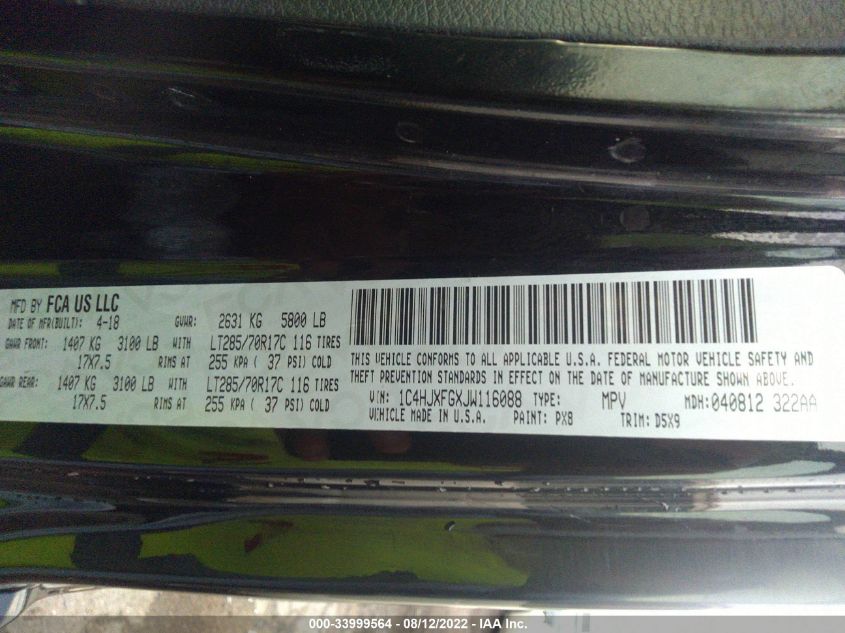 MFD BY FCA US LLC
DATE OF MFR(BUILT): 4-18 GVWR: 2631 KG 5800 LB
GAWR FRONT: 1407 KG 3100 LB WITH LT285/70R17C 116 TIRES
17X7.5 RIMS AT 255 KPA ( 37 PSI) COLD
GAWR REAR: 1407 KG 3100 LB WITH LT285/70R17C 116 TIRES
17X7.5 RIMS AT 255 KPA ( 37 PSI) COLD
THIS VEHICLE CONFORMS TO ALL APPLICABLE U.S.A. FEDERAL MOTOR VEHICLE SAFETY AND
THEFT PREVENTION STANDARDS IN EFFECT ON THE DATE OF MANUFACTURE SHOWN ABOVE.
VIN: 1C4HJXFGXJW116088 TYPE: MPV MDH: 040812 322AA
VEHICLE MADE IN U.S.A. PAINT: PX8 TRIM: D5X9
000-33999564 - 08/12/2022 - IAA Inc.